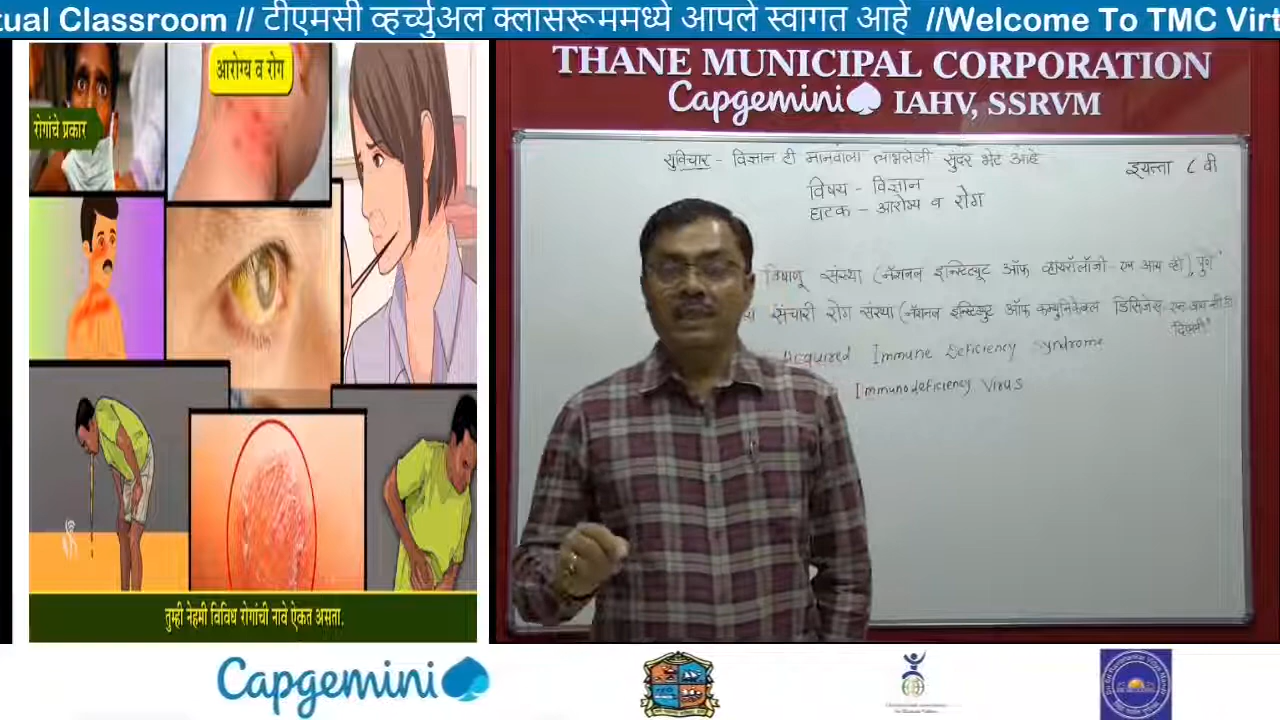 tual Classroom // टीएमसी व्हर्च्युअल क्लासरूममध्ये आपले स्वागत आहे //Welcome To TMC Virt
आरोग्य व रोग
रोगांचे प्रकार
तुम्ही नेहमी विविध रोगांची नावे ऐकत असता.
THANE MUNICIPAL CORPORATION
Capgemini IAHV, SSRVM
सुविचार - विज्ञान ही मानवाला लाभलेली सुंदर भेट आहे
इयत्ता ८ वी
विषय - विज्ञान
घटक - आरोग्य व रोग
विषाणू संस्था (नॅशनल इन्स्टिट्यूट ऑफ व्हायरॉलॉजी - एन आय व्ही), पुणे
संचारी रोग संस्था (नॅशनल इन्स्टिट्यूट ऑफ कम्युनिकेबल डिसिजेस
दिल्ली
Acquired Immune Deficiency Syndrome
Immunodeficiency Virus
Capgemini